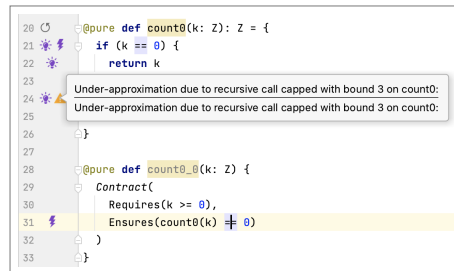 20 @pure def count0(k: Z): Z = {
21 if (k == 0) {
22 return k
23
Under-approximation due to recursive call capped with bound 3 on count0:
24
Under-approximation due to recursive call capped with bound 3 on count0:
25
26 }
27
28 @pure def count0_0(k: Z) {
29 Contract(
30 Requires(k >= 0),
31 Ensures(count0(k) == 0)
32 )
33 }